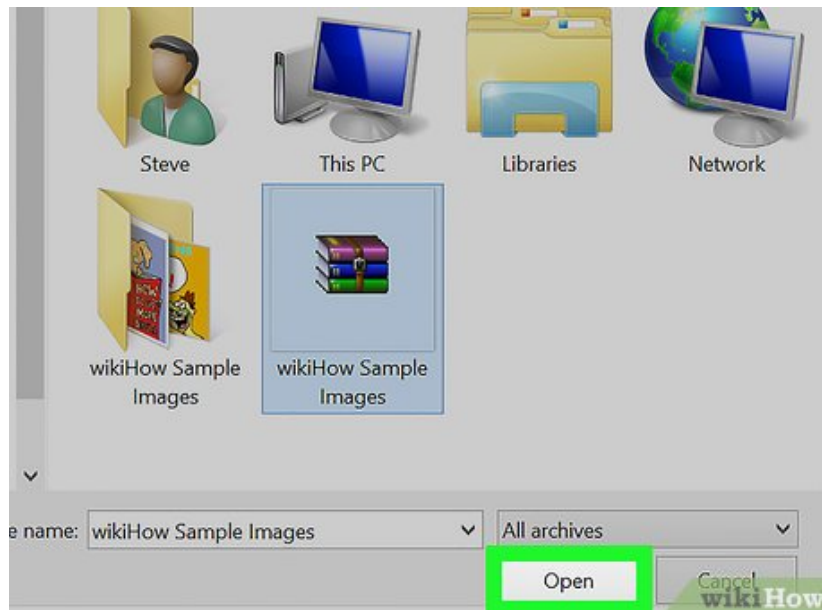 Steve
This PC
Libraries
Network
wikiHow Sample
Images
wikiHow Sample
Images
e name:
wikiHow Sample Images
All archives
Open
Cancel
wikiHow